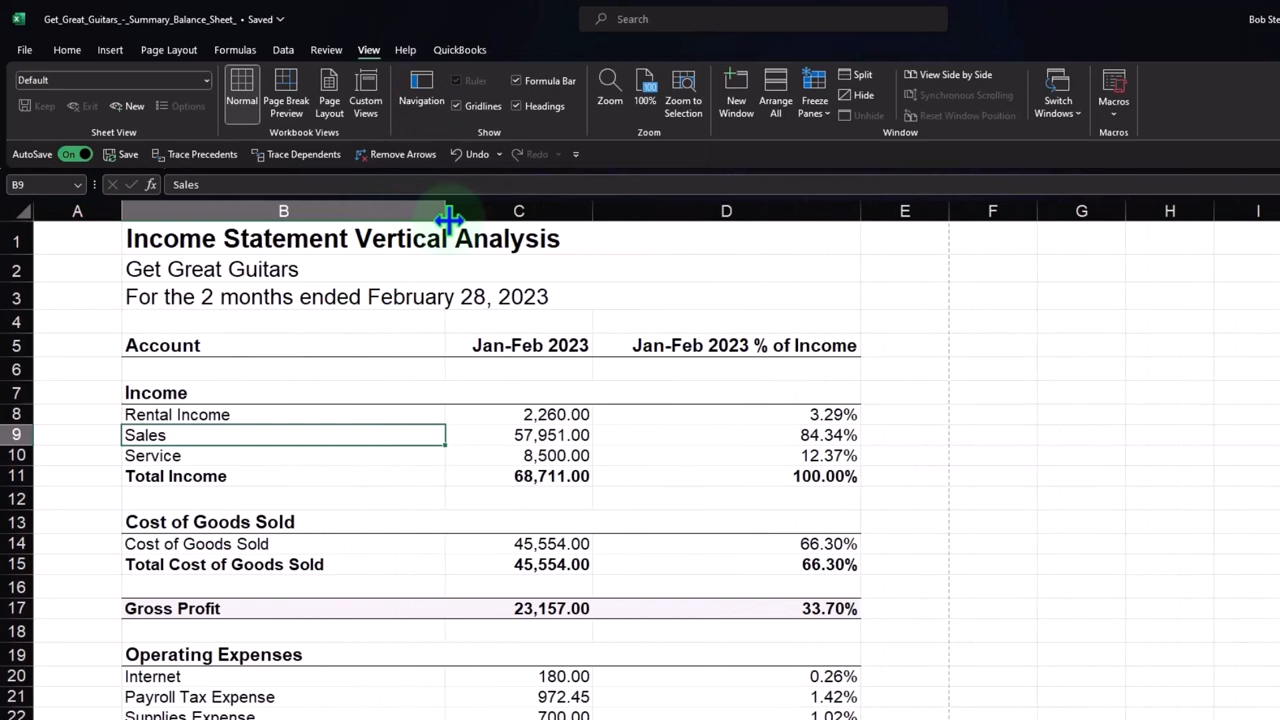 Get_Great_Guitars_-_Summary_Balance_Sheet_ • Saved
Search
Bob Ste
File Home Insert Page Layout Formulas Data Review View Help QuickBooks
Default
Keep Exit New Options
Sheet View
Normal Page Break Preview Page Layout Custom Views
Workbook Views
Navigation Ruler Formula Bar
Gridlines Headings
Show
Zoom 100% Zoom to Selection
Zoom
New Window Arrange All Freeze Panes
Split
Hide
Unhide
View Side by Side
Synchronous Scrolling
Reset Window Position
Window
Switch Windows
Macros
Macros
AutoSave On Save Trace Precedents Trace Dependents Remove Arrows Undo Redo
B9 fx Sales
A B C D E F G H I
1 Income Statement Vertical Analysis
2 Get Great Guitars
3 For the 2 months ended February 28, 2023
4
5 Account Jan-Feb 2023 Jan-Feb 2023 % of Income
6
7 Income
8 Rental Income 2,260.00 3.29%
9 Sales 57,951.00 84.34%
10 Service 8,500.00 12.37%
11 Total Income 68,711.00 100.00%
12
13 Cost of Goods Sold
14 Cost of Goods Sold 45,554.00 66.30%
15 Total Cost of Goods Sold 45,554.00 66.30%
16
17 Gross Profit 23,157.00 33.70%
18
19 Operating Expenses
20 Internet 180.00 0.26%
21 Payroll Tax Expense 972.45 1.42%
22 Supplies Expense 700.00 1.02%